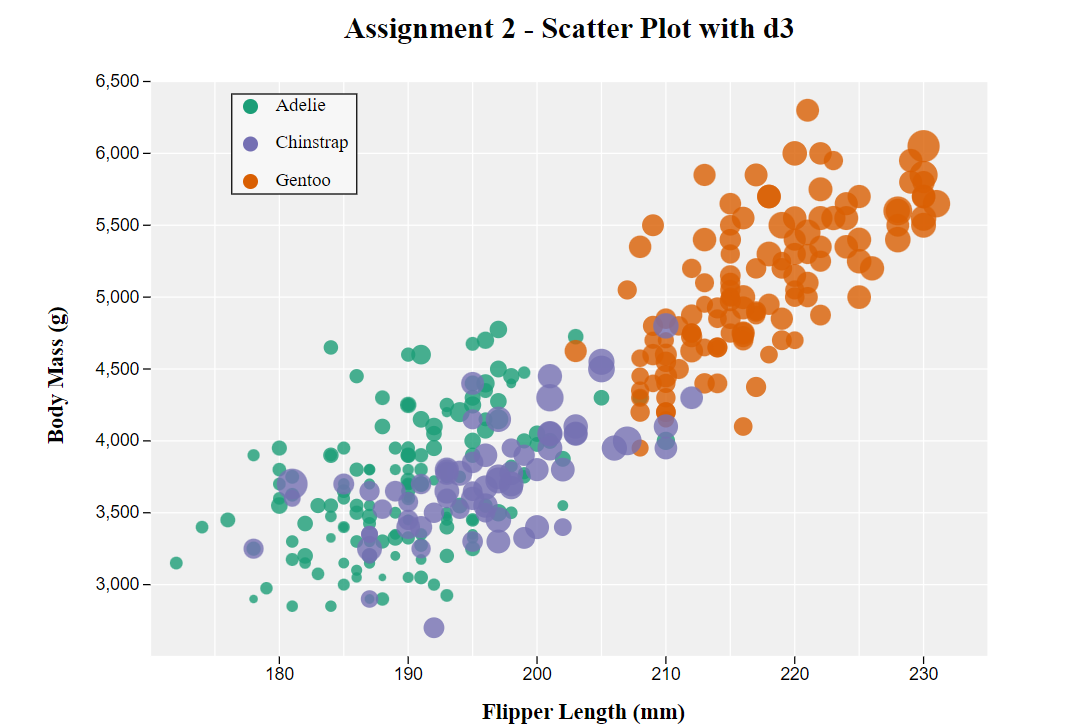 Assignment 2 - Scatter Plot with d3
6,500
6,000
5,500
5,000
4,500
4,000
3,500
3,000
Body Mass (g)
Adelie
Chinstrap
Gentoo
180 190 200 210 220 230
Flipper Length (mm)